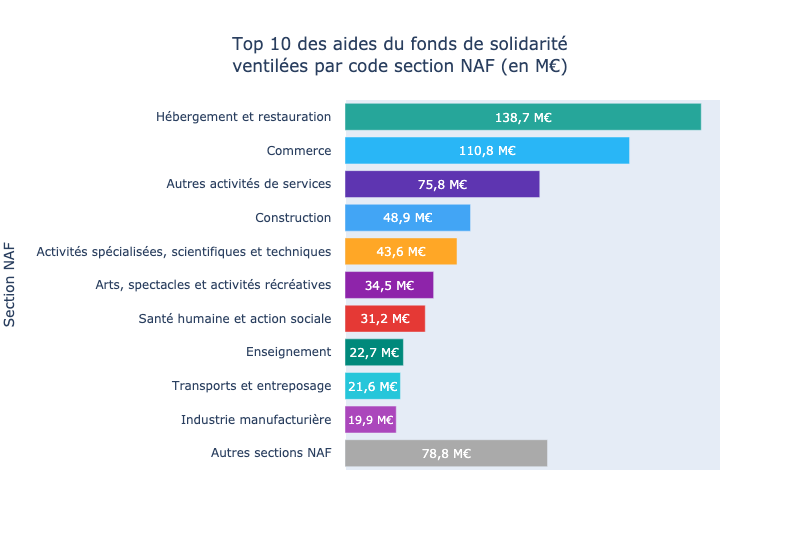 Top 10 des aides du fonds de solidarité
ventilées par code section NAF (en M€)
Section NAF
Hébergement et restauration 138,7 M€
Commerce 110,8 M€
Autres activités de services 75,8 M€
Construction 48,9 M€
Activités spécialisées, scientifiques et techniques 43,6 M€
Arts, spectacles et activités récréatives 34,5 M€
Santé humaine et action sociale 31,2 M€
Enseignement 22,7 M€
Transports et entreposage 21,6 M€
Industrie manufacturière 19,9 M€
Autres sections NAF 78,8 M€